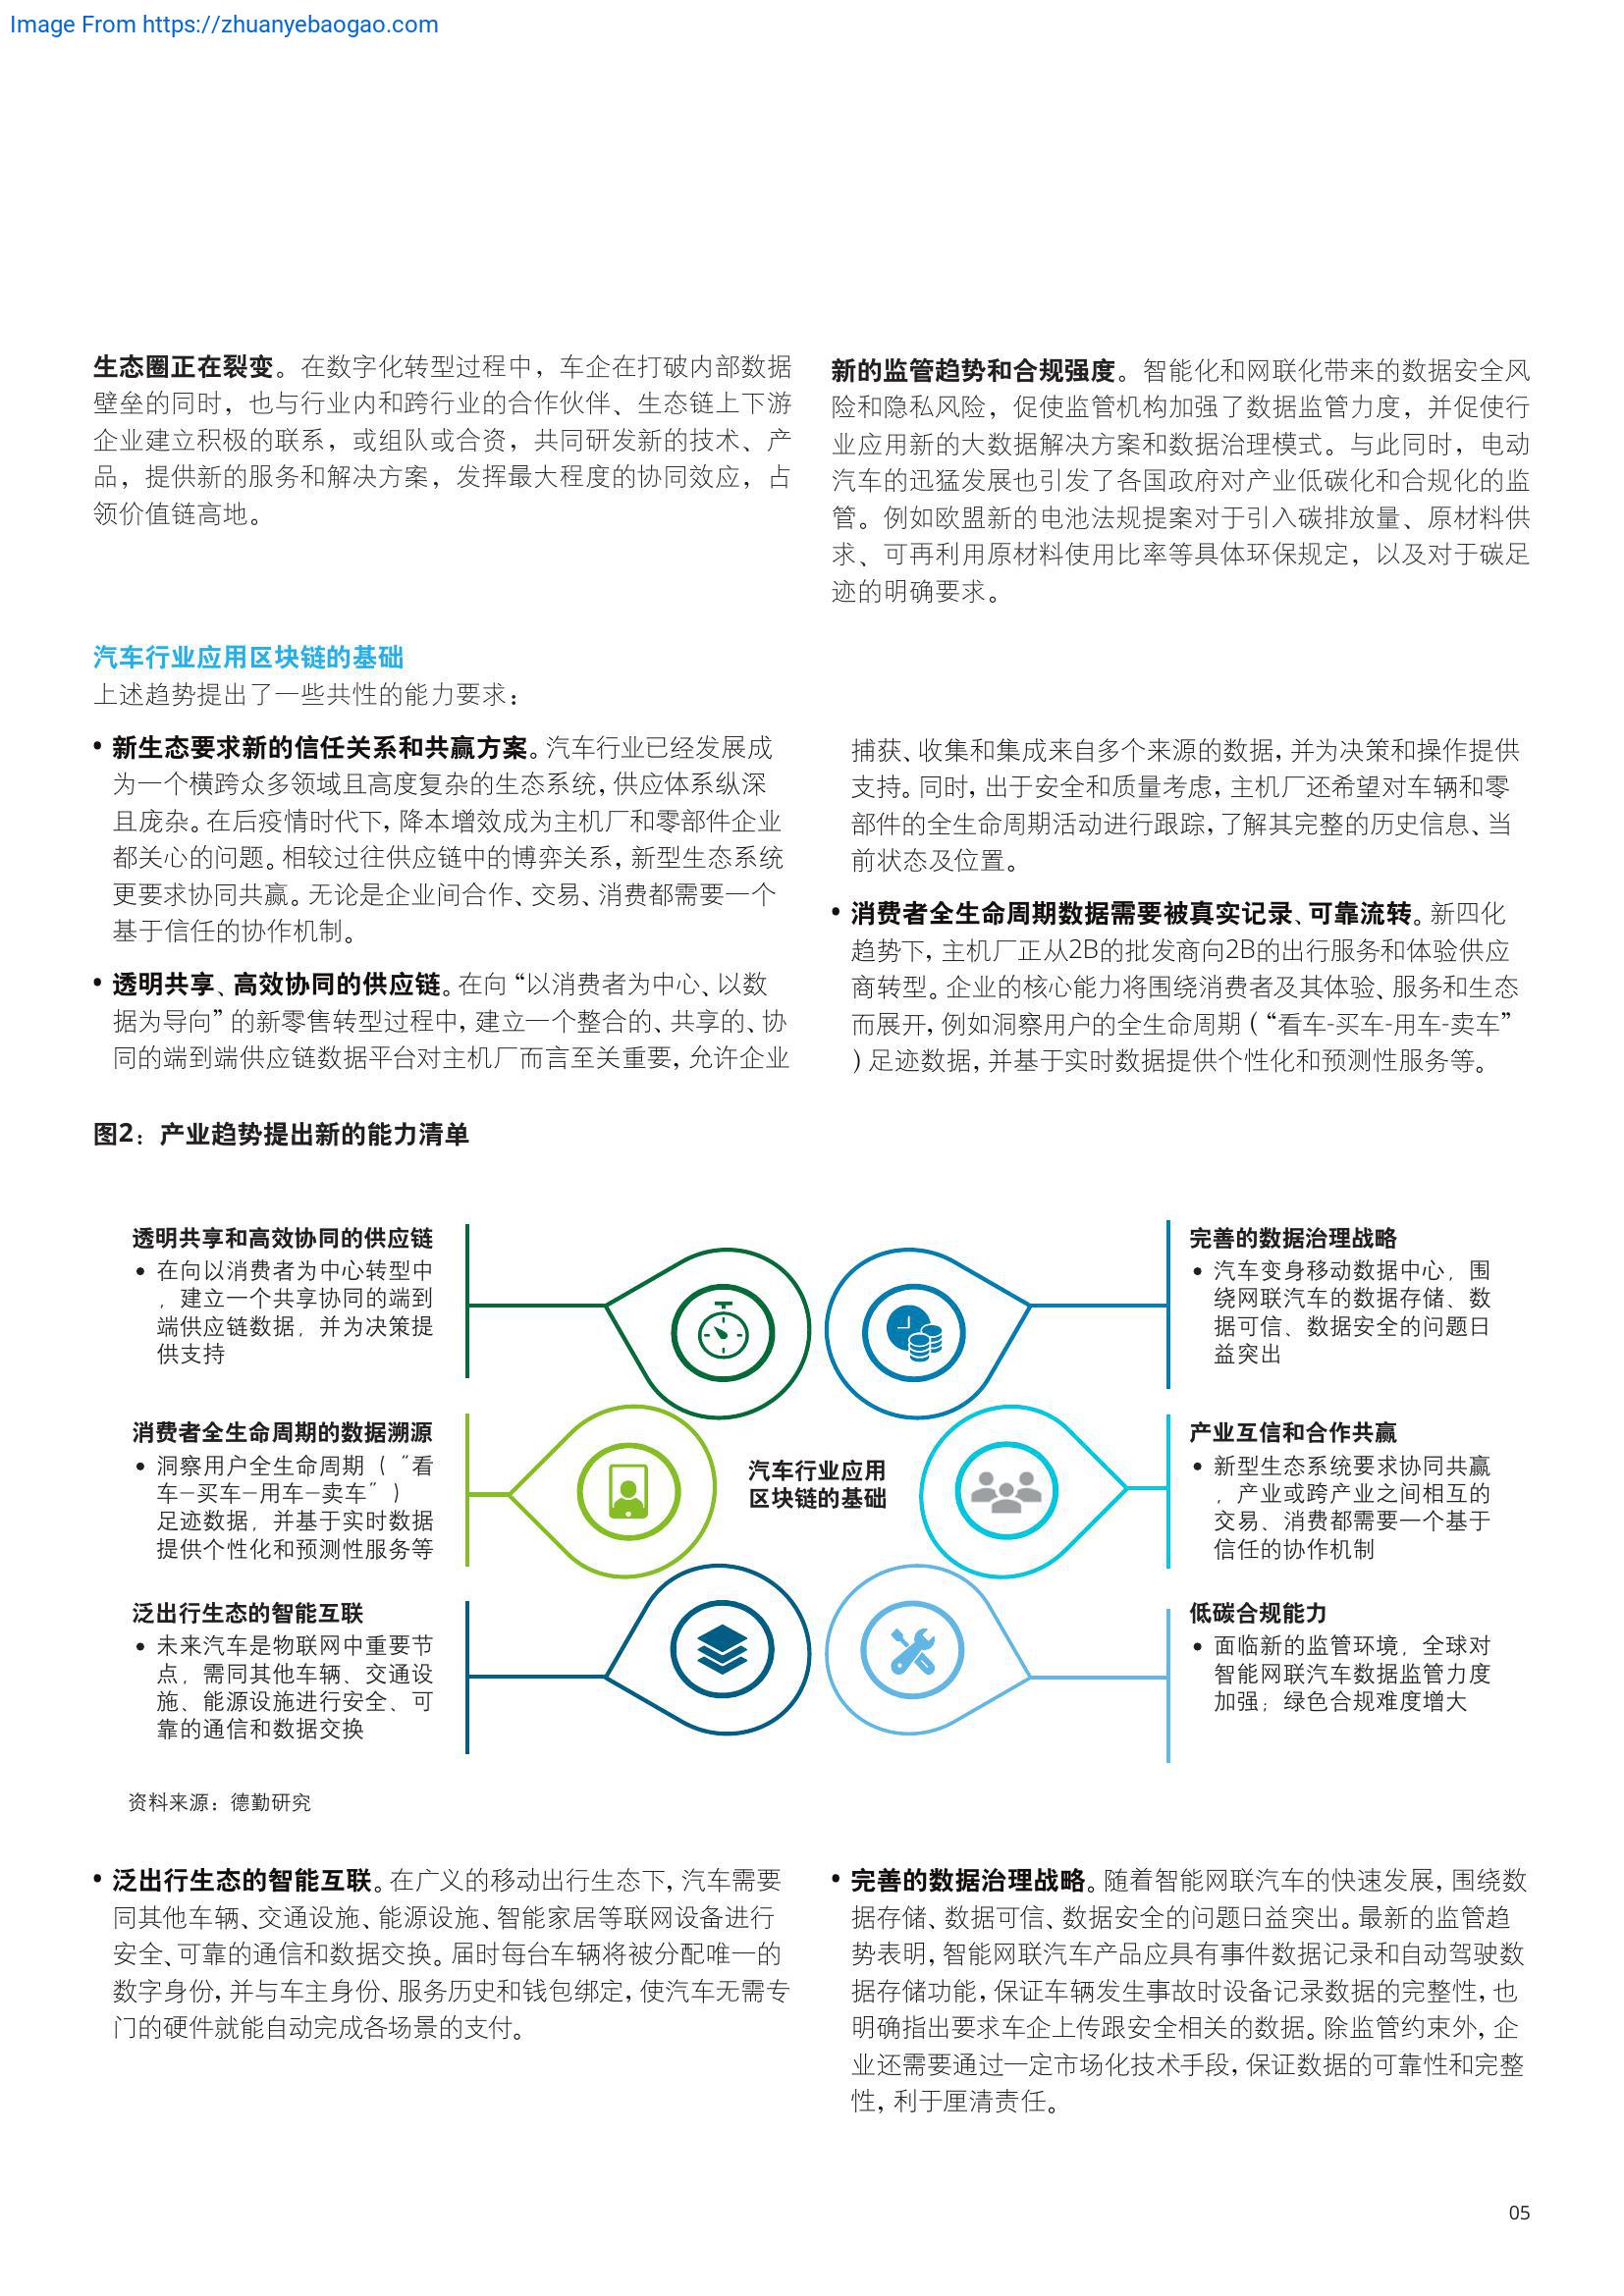 Image From https://zhuanyebaogao.com
生态圈正在裂变。在数字化转型过程中，车企在打破内部数据
壁垒的同时，也与行业内和跨行业的合作伙伴、生态链上下游
企业建立积极的联系，或组队或合资，共同研发新的技术、产
品，提供新的服务和解决方案，发挥最大程度的协同效应，占
领价值链高地。
新的监管趋势和合规强度。智能化和网联化带来的数据安全风
险和隐私风险，促使监管机构加强了数据监管力度，并促使行
业应用新的大数据解决方案和数据治理模式。与此同时，电动
汽车的迅猛发展也引发了各国政府对产业低碳化和合规化的监
管。例如欧盟新的电池法规提案对于引入碳排放量、原材料供
求、可再利用原材料使用比率等具体环保规定，以及对于碳足
迹的明确要求。
汽车行业应用区块链的基础
上述趋势提出了一些共性的能力要求：
• 新生态要求新的信任关系和共赢方案。汽车行业已经发展成
为一个横跨众多领域且高度复杂的生态系统，供应体系纵深
且庞杂。在后疫情时代下，降本增效成为主机厂和零部件企业
都关心的问题。相较过往供应链中的博弈关系，新型生态系统
更要求协同共赢。无论是企业间合作、交易、消费都需要一个
基于信任的协作机制。
• 透明共享、高效协同的供应链。在向“以消费者为中心、以数
据为导向”的新零售转型过程中，建立一个整合的、共享的、协
同的端到端供应链数据平台对主机厂而言至关重要，允许企业
捕获、收集和集成来自多个来源的数据，并为决策和操作提供
支持。同时，出于安全和质量考虑，主机厂还希望对车辆和零
部件的全生命周期活动进行跟踪，了解其完整的历史信息、当
前状态及位置。
• 消费者全生命周期数据需要被真实记录、可靠流转。新四化
趋势下，主机厂正从2B的批发商向2B的出行服务和体验供应
商转型。企业的核心能力将围绕消费者及其体验、服务和生态
而展开，例如洞察用户的全生命周期（“看车-买车-用车-卖车”
）足迹数据，并基于实时数据提供个性化和预测性服务等。
图2：产业趋势提出新的能力清单
透明共享和高效协同的供应链
• 在向以消费者为中心转型中
，建立一个共享协同的端到
端供应链数据，并为决策提
供支持
消费者全生命周期的数据溯源
• 洞察用户全生命周期（“看
车—买车—用车—卖车”）
足迹数据，并基于实时数据
提供个性化和预测性服务等
泛出行生态的智能互联
• 未来汽车是物联网中重要节
点，需同其他车辆、交通设
施、能源设施进行安全、可
靠的通信和数据交换
汽车行业应用
区块链的基础
完善的数据治理战略
• 汽车变身移动数据中心，围
绕网联汽车的数据存储、数
据可信、数据安全的问题日
益突出
产业互信和合作共赢
• 新型生态系统要求协同共赢
，产业或跨产业之间相互的
交易、消费都需要一个基于
信任的协作机制
低碳合规能力
• 面临新的监管环境，全球对
智能网联汽车数据监管力度
加强；绿色合规难度增大
资料来源：德勤研究
• 泛出行生态的智能互联。在广义的移动出行生态下，汽车需要
同其他车辆、交通设施、能源设施、智能家居等联网设备进行
安全、可靠的通信和数据交换。届时每台车辆将被分配唯一的
数字身份，并与车主身份、服务历史和钱包绑定，使汽车无需专
门的硬件就能自动完成各场景的支付。
• 完善的数据治理战略。随着智能网联汽车的快速发展，围绕数
据存储、数据可信、数据安全的问题日益突出。最新的监管趋
势表明，智能网联汽车产品应具有事件数据记录和自动驾驶数
据存储功能，保证车辆发生事故时设备记录数据的完整性，也
明确指出要求车企上传跟安全相关的数据。除监管约束外，企
业还需要通过一定市场化技术手段，保证数据的可靠性和完整
性，利于厘清责任。
05